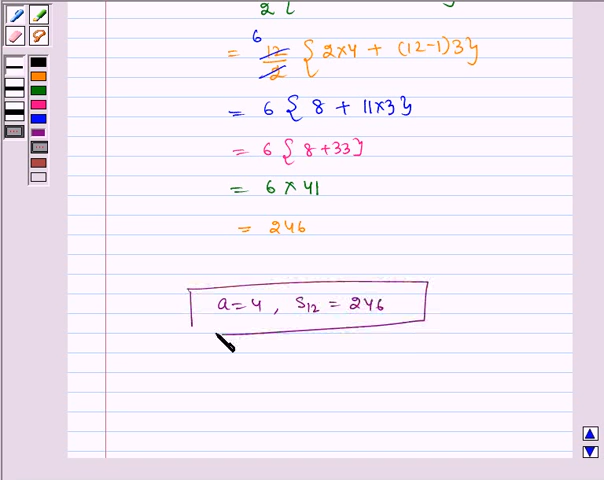 2 {
= 6 12/2 { 2×4 + (12-1)3}
= 6 { 8 + 11×3}
= 6 { 8+33}
= 6 × 41
= 246
a=4 , S12 = 246